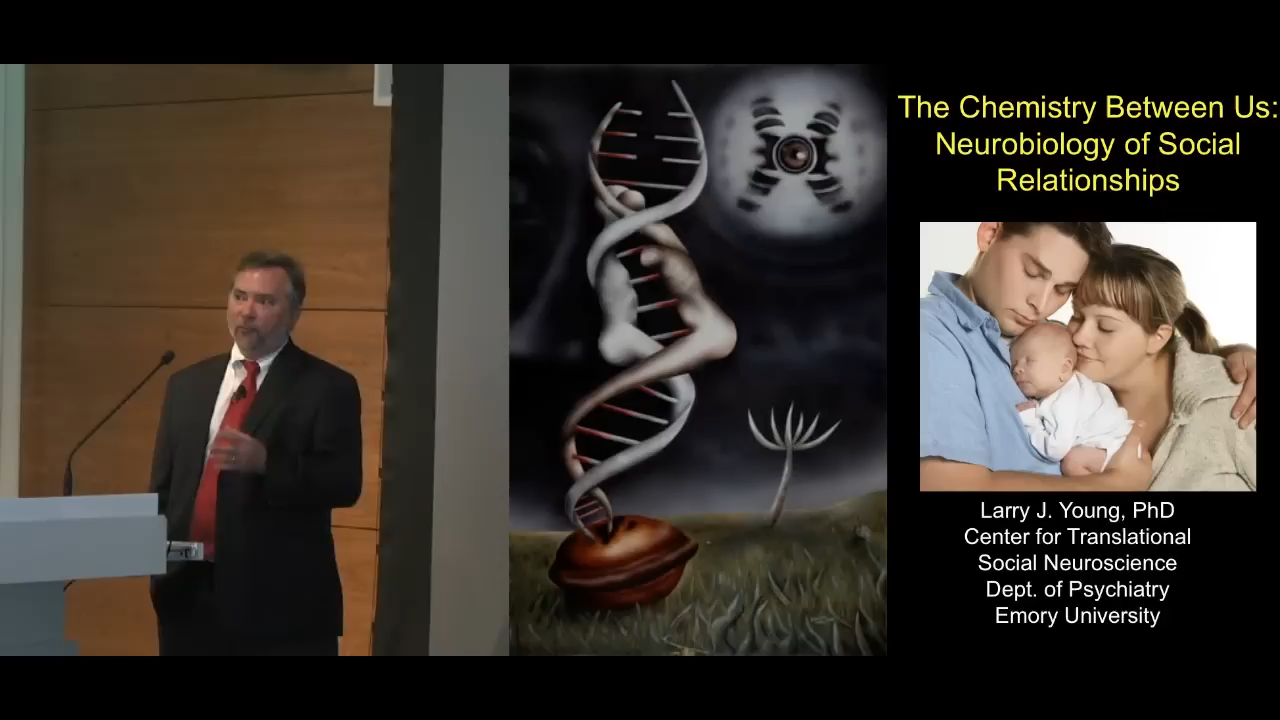 The Chemistry Between Us:
Neurobiology of Social
Relationships
Larry J. Young, PhD
Center for Translational
Social Neuroscience
Dept. of Psychiatry
Emory University